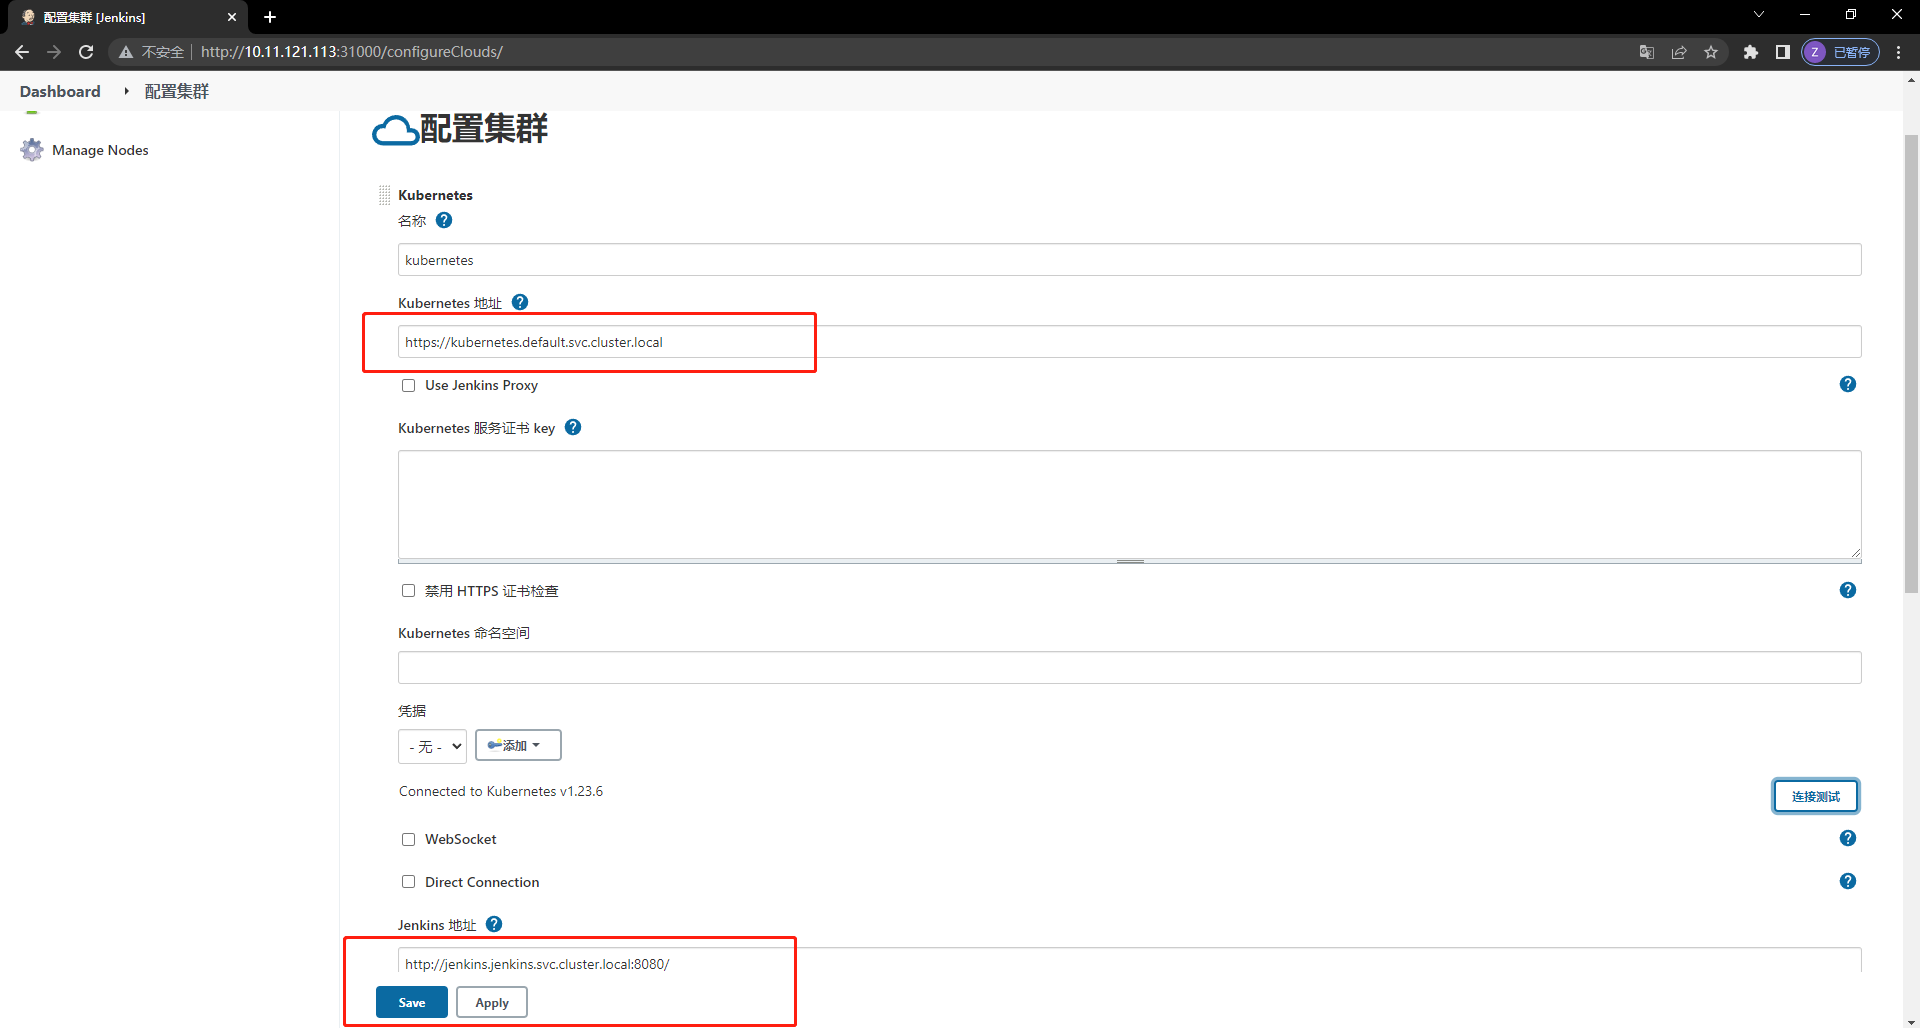 配置集群 [Jenkins]
不安全 http://10.11.121.113:31000/configureClouds/
Z 已暂停
Dashboard 配置集群
Manage Nodes
配置集群
Kubernetes
名称 ?
kubernetes
Kubernetes 地址 ?
https://kubernetes.default.svc.cluster.local
Use Jenkins Proxy ?
Kubernetes 服务证书 key ?
禁用 HTTPS 证书检查 ?
Kubernetes 命名空间
凭据
- 无 - 添加
Connected to Kubernetes v1.23.6
连接测试
WebSocket ?
Direct Connection ?
Jenkins 地址 ?
http://jenkins.jenkins.svc.cluster.local:8080/
Save Apply